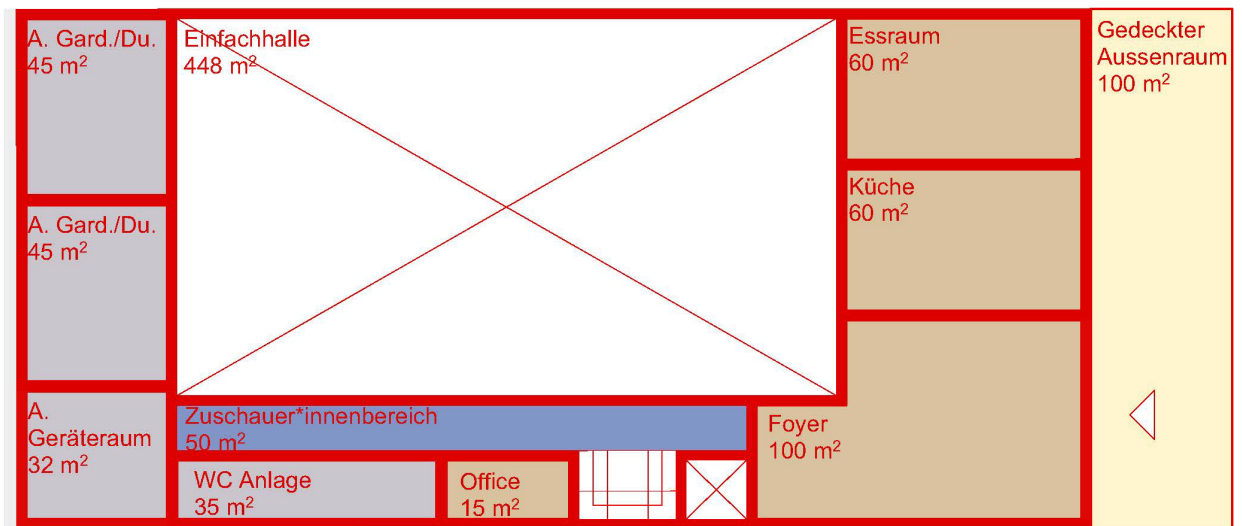 A. Gard./Du.
45 m²
Einfachhalle
448 m²
Essraum
60 m²
Gedeckter
Aussenraum
100 m²
Küche
60 m²
A. Gard./Du.
45 m²
A.
Geräteraum
32 m²
Zuschauer*innenbereich
50 m²
Foyer
100 m²
WC Anlage
35 m²
Office
15 m²